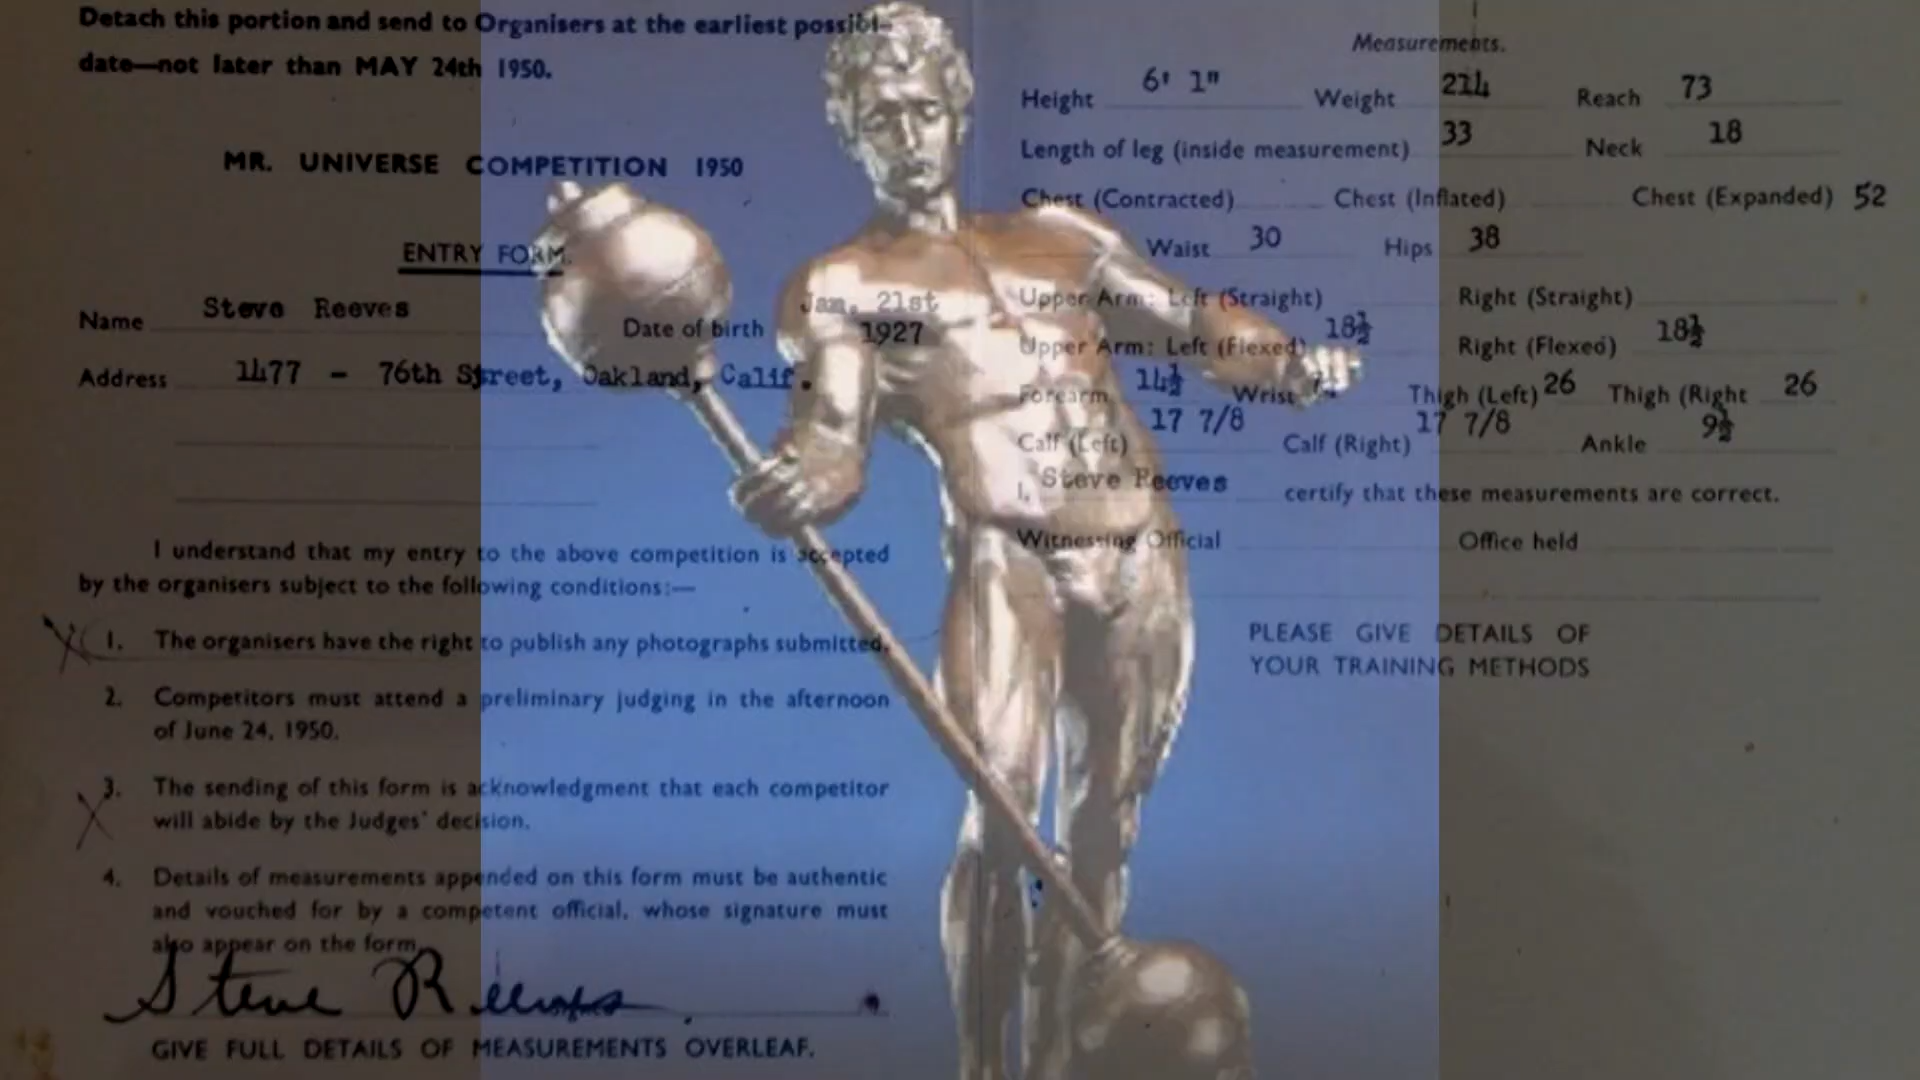 Detach this portion and send to Organisers at the earliest possible
date—not later than MAY 24th 1950.
MR. UNIVERSE COMPETITION 1950
ENTRY FORM.
Name Steve Reeves
Date of birth Jan. 21st 1927
Address 1477 - 76th Street, Oakland, Calif.
I understand that my entry to the above competition is accepted
by the organisers subject to the following conditions:—
1. The organisers have the right to publish any photographs submitted.
2. Competitors must attend a preliminary judging in the afternoon
of June 24, 1950.
3. The sending of this form is acknowledgment that each competitor
will abide by the Judges' decision.
4. Details of measurements appended on this form must be authentic
and vouched for by a competent official, whose signature must
also appear on the form.
Steve Reeves
GIVE FULL DETAILS OF MEASUREMENTS OVERLEAF.
Measurements.
Height 6' 1" Weight 214 Reach 73
Length of leg (inside measurement) 33 Neck 18
Chest (Contracted) Chest (Inflated) Chest (Expanded) 52
Waist 30 Hips 38
Upper Arm: Left (Straight) Right (Straight)
Upper Arm: Left (Flexed) 18½ Right (Flexed) 18½
Forearm 14½ Wrist Thigh (Left) 26 Thigh (Right 26
Calf (Left) 17 7/8 Calf (Right) 17 7/8 Ankle 9½
I, Steve Reeves certify that these measurements are correct.
Witnessing Official Office held
PLEASE GIVE DETAILS OF
YOUR TRAINING METHODS